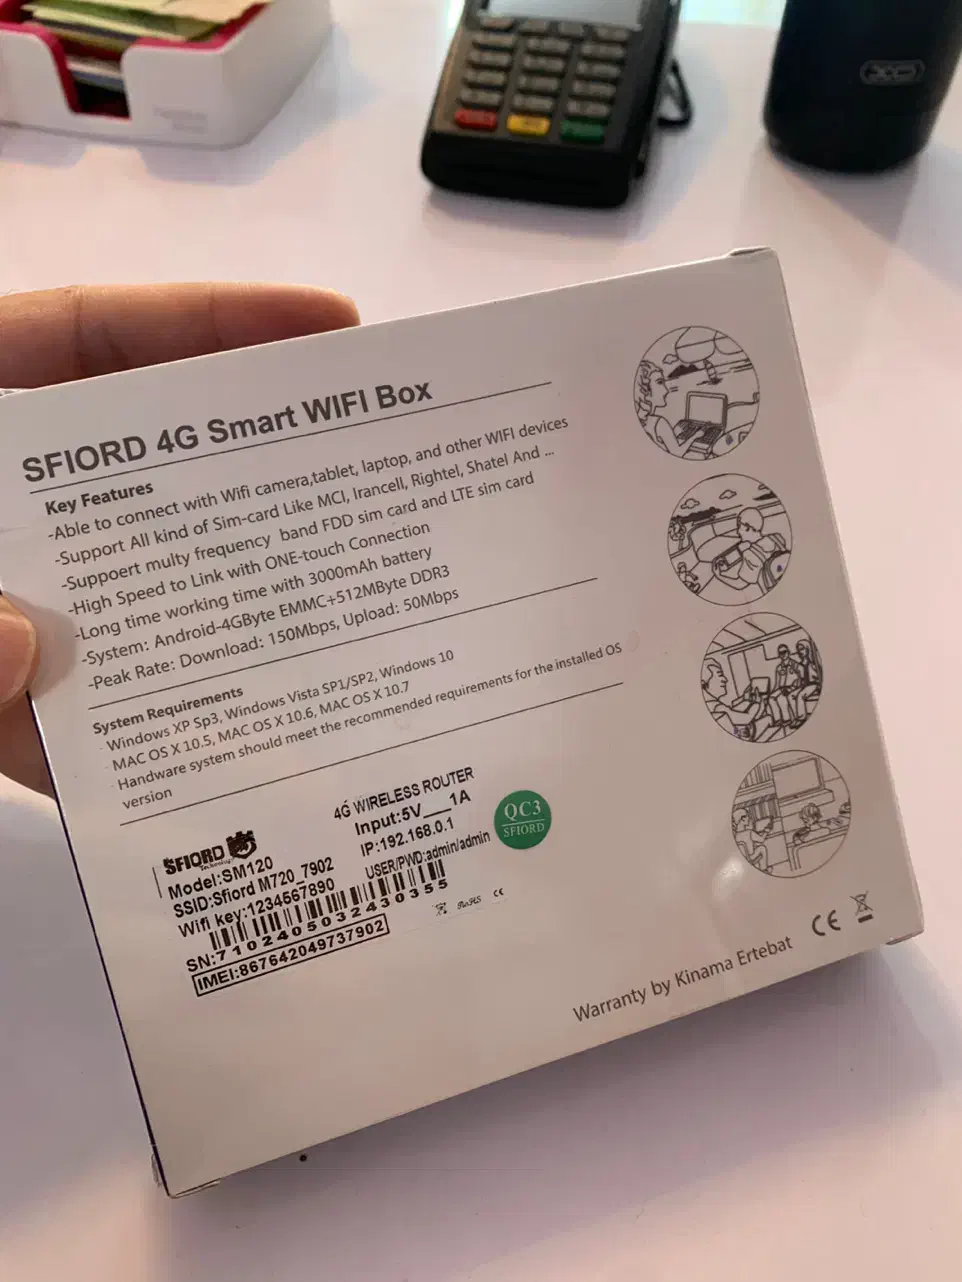 XO
SFIORD 4G Smart WIFI Box
Key Features
-Able to connect with Wifi camera,tablet, laptop, and other WIFI devices
-Support All kind of Sim-card Like MCI, Irancell, Rightel, Shatel And ...
-Suppoert multy frequency band FDD sim card and LTE sim card
-High Speed to Link with ONE-touch Connection
-Long time working time with 3000mAh battery
-System: Android-4GByte EMMC+512MByte DDR3
-Peak Rate: Download: 150Mbps, Upload: 50Mbps
System Requirements
· Windows XP Sp3, Windows Vista SP1/SP2, Windows 10
MAC OS X 10.5, MAC OS X 10.6, MAC OS X 10.7
· Handware system should meet the recommended requirements for the installed OS
version
SFIORD
Technology
4G WIRELESS ROUTER
Model:SM120
Input:5V___1A
SSID:Sfiord M720_7902
IP:192.168.0.1
Wifi key:1234567890
USER/PWD:admin/admin
QC3
SFIORD
SN:710240503243035​5
IMEI:867642049737902
RoHS CE
Warranty by Kinama Ertebat
CE